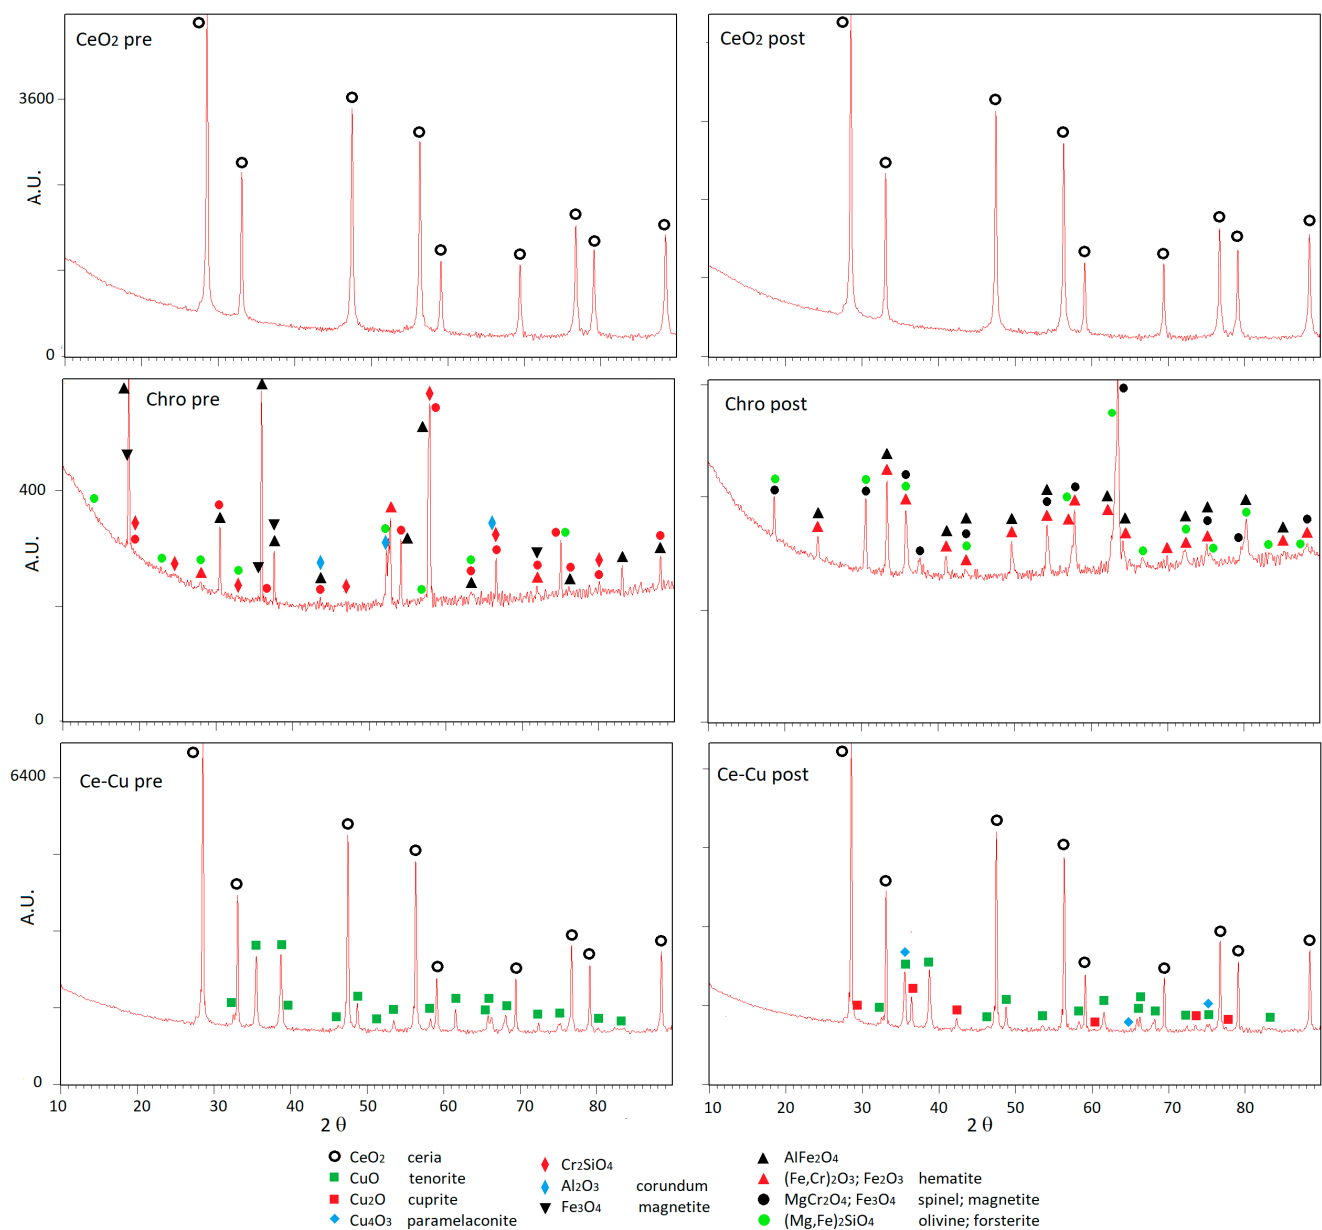 CeO2 pre
CeO2 post
3600
A.U.
0
Chro pre
Chro post
400
A.U.
0
Ce-Cu pre
Ce-Cu post
6400
A.U.
0
10 20 30 40 50 60 70 80
10 20 30 40 50 60 70 80
2 θ
2 θ
CeO2 ceria
CuO tenorite
Cu2O cuprite
Cu4O3 paramelaconite
Cr2SiO4
Al2O3 corundum
Fe3O4 magnetite
AlFe2O4
(Fe,Cr)2O3; Fe2O3 hematite
MgCr2O4; Fe3O4 spinel; magnetite
(Mg,Fe)2SiO4 olivine; forsterite